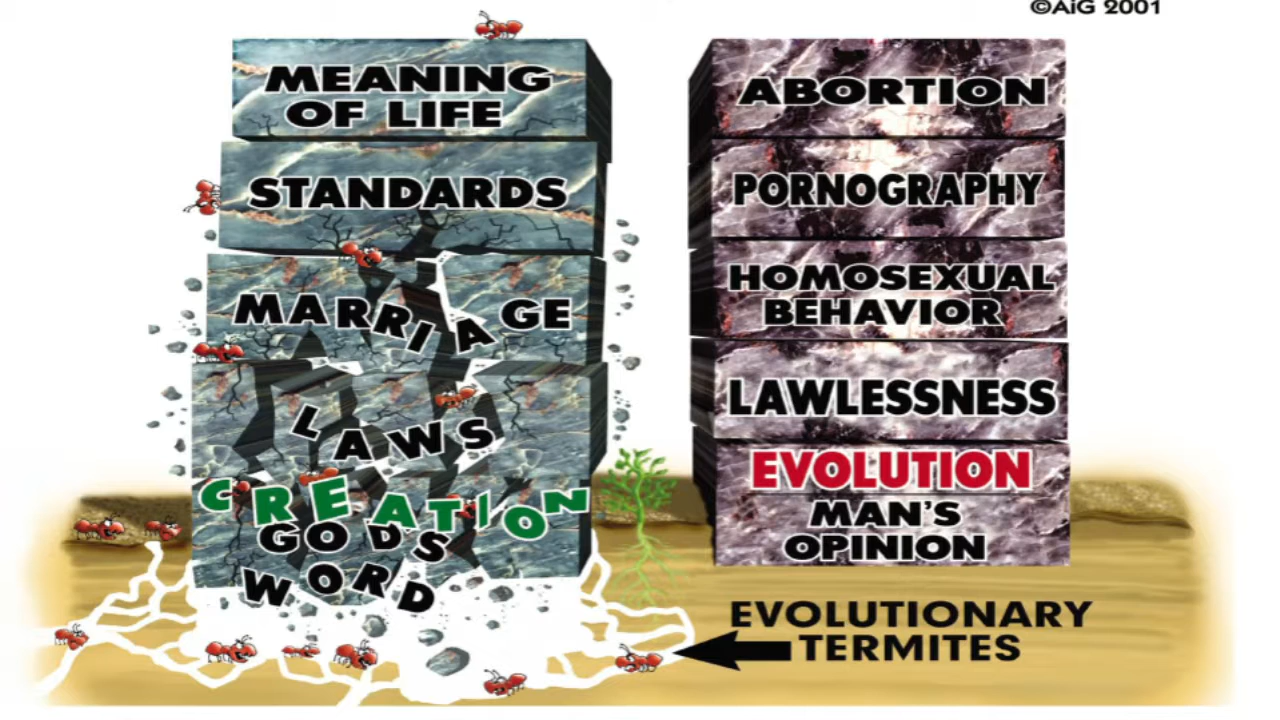 ©AiG 2001
MEANING
OF LIFE
STANDARDS
MARRIAGE
LAWS
CREATION
GOD'S
WORD
ABORTION
PORNOGRAPHY
HOMOSEXUAL
BEHAVIOR
LAWLESSNESS
EVOLUTION
MAN'S
OPINION
EVOLUTIONARY
TERMITES